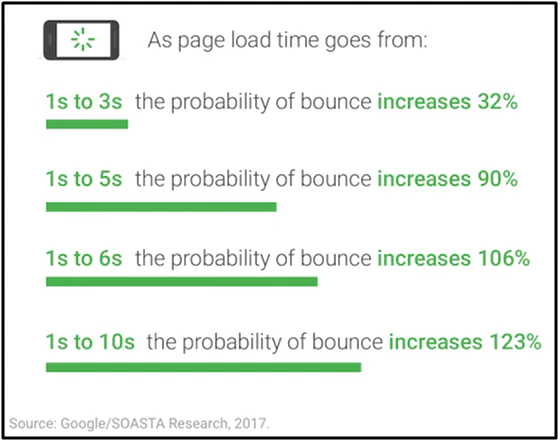 As page load time goes from:
1s to 3s the probability of bounce increases 32%
1s to 5s the probability of bounce increases 90%
1s to 6s the probability of bounce increases 106%
1s to 10s the probability of bounce increases 123%
Source: Google/SOASTA Research, 2017.